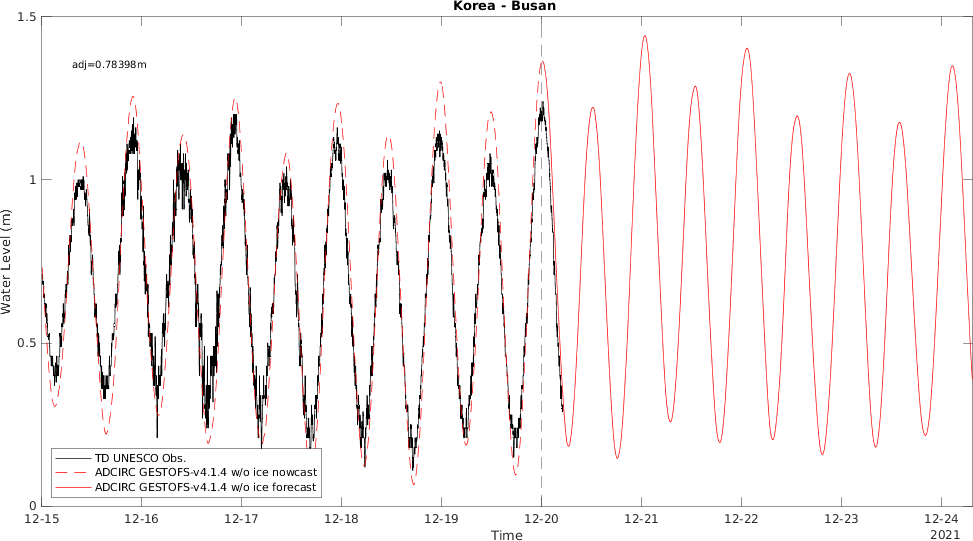 Korea - Busan
adj=0.78398m
Water Level (m)
1.5
1
0.5
0
TD UNESCO Obs.
ADCIRC GESTOFS-v4.1.4 w/o ice nowcast
ADCIRC GESTOFS-v4.1.4 w/o ice forecast
12-15 12-16 12-17 12-18 12-19 12-20 12-21 12-22 12-23 12-24
Time
2021